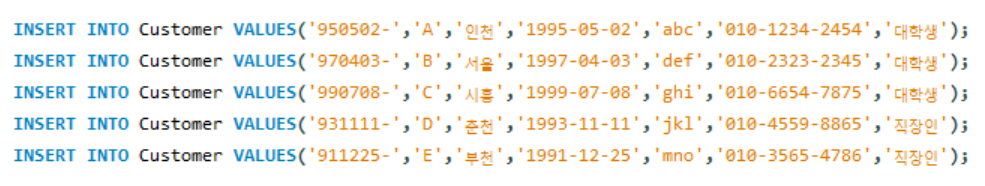 INSERT INTO Customer VALUES('950502-','A','인천','1995-05-02','abc','010-1234-2454','대학생');
INSERT INTO Customer VALUES('970403-','B','서울','1997-04-03','def','010-2323-2345','대학생');
INSERT INTO Customer VALUES('990708-','C','시흥','1999-07-08','ghi','010-6654-7875','대학생');
INSERT INTO Customer VALUES('931111-','D','춘천','1993-11-11','jkl','010-4559-8865','직장인');
INSERT INTO Customer VALUES('911225-','E','부천','1991-12-25','mno','010-3565-4786','직장인');